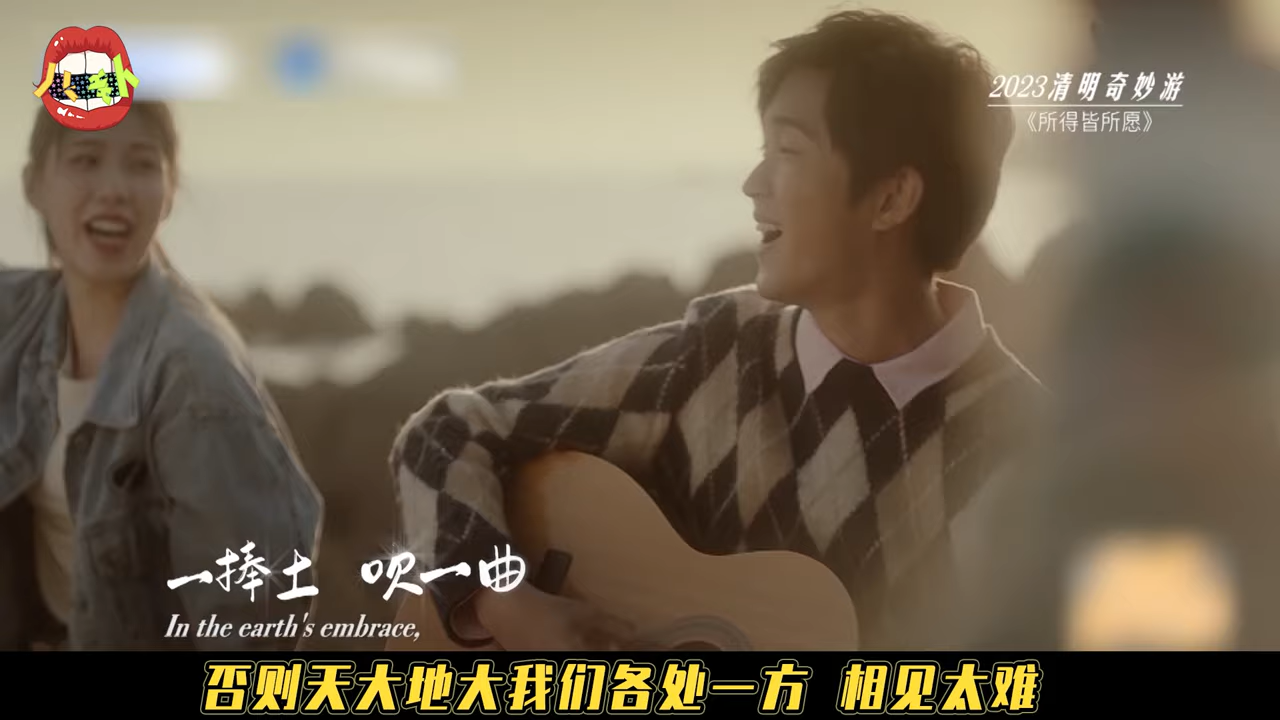 八卦
2023清明奇妙游
《所得皆所愿》
一捧土 吹一曲
In the earth's embrace,
否则天大地大我们各处一方 相见太难